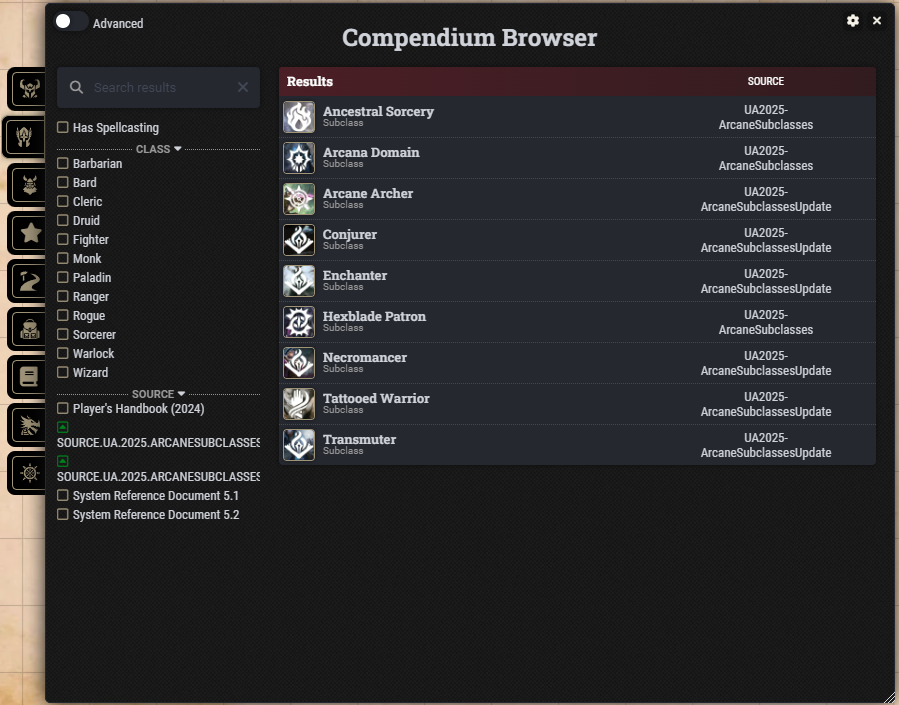 Advanced
Compendium Browser
Search results
Has Spellcasting
CLASS
Barbarian
Bard
Cleric
Druid
Fighter
Monk
Paladin
Ranger
Rogue
Sorcerer
Warlock
Wizard
SOURCE
Player's Handbook (2024)
SOURCE.UA.2025.ARCANESUBCLASSES
SOURCE.UA.2025.ARCANESUBCLASSES
System Reference Document 5.1
System Reference Document 5.2
Results SOURCE
Ancestral Sorcery
Subclass
UA2025-
ArcaneSubclasses
Arcana Domain
Subclass
UA2025-
ArcaneSubclasses
Arcane Archer
Subclass
UA2025-
ArcaneSubclassesUpdate
Conjurer
Subclass
UA2025-
ArcaneSubclassesUpdate
Enchanter
Subclass
UA2025-
ArcaneSubclassesUpdate
Hexblade Patron
Subclass
UA2025-
ArcaneSubclasses
Necromancer
Subclass
UA2025-
ArcaneSubclassesUpdate
Tattooed Warrior
Subclass
UA2025-
ArcaneSubclassesUpdate
Transmuter
Subclass
UA2025-
ArcaneSubclassesUpdate